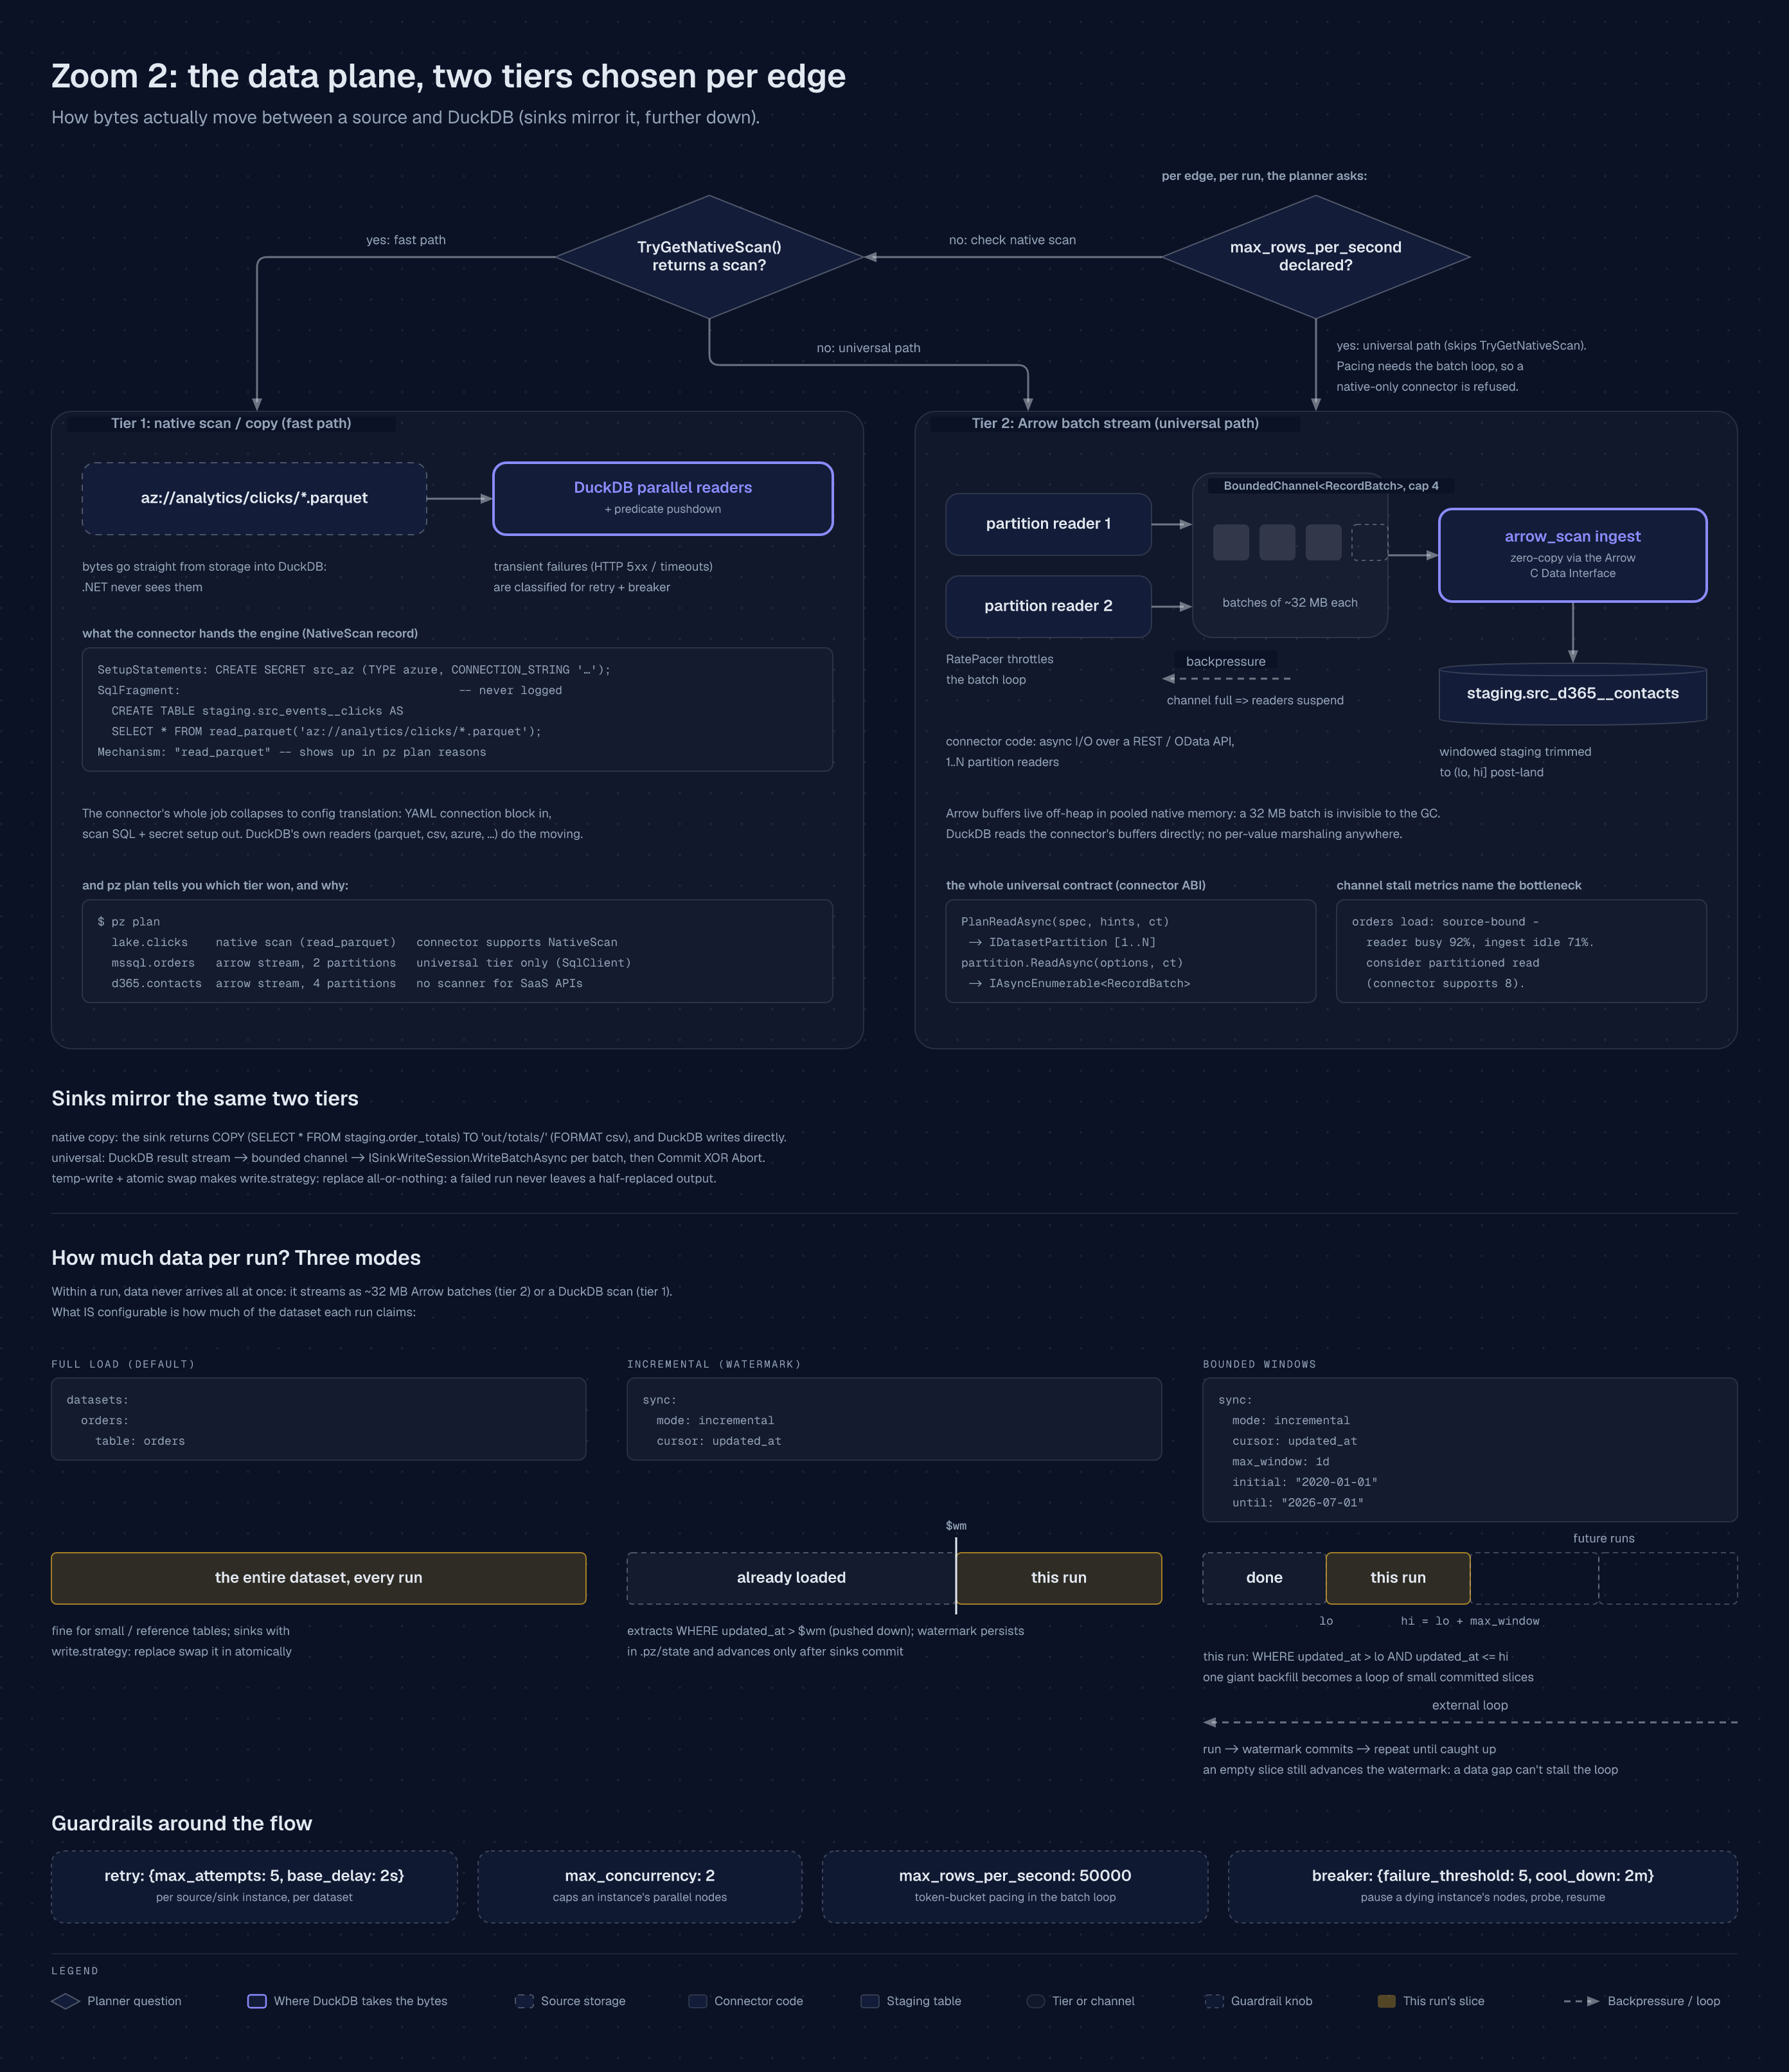 Zoom 2: the data plane, two tiers chosen per edge
How bytes actually move between a source and DuckDB (sinks mirror it, further down).
per edge, per run, the planner asks:
max_rows_per_second
declared?
no: check native scan
TryGetNativeScan()
returns a scan?
yes: fast path
no: universal path
yes: universal path (skips TryGetNativeScan).
Pacing needs the batch loop, so a
native-only connector is refused.
Tier 1: native scan / copy (fast path)
az://analytics/clicks/*.parquet
DuckDB parallel readers
+ predicate pushdown
bytes go straight from storage into DuckDB:
.NET never sees them
transient failures (HTTP 5xx / timeouts)
are classified for retry + breaker
what the connector hands the engine (NativeScan record)
SetupStatements: CREATE SECRET src_az (TYPE azure, CONNECTION_STRING '…');
SqlFragment: -- never logged
CREATE TABLE staging.src_events__clicks AS
SELECT * FROM read_parquet('az://analytics/clicks/*.parquet');
Mechanism: "read_parquet" -- shows up in pz plan reasons
The connector's whole job collapses to config translation: YAML connection block in,
scan SQL + secret setup out. DuckDB's own readers (parquet, csv, azure, …) do the moving.
and pz plan tells you which tier won, and why:
$ pz plan
lake.clicks native scan (read_parquet) connector supports NativeScan
mssql.orders arrow stream, 2 partitions universal tier only (SqlClient)
d365.contacts arrow stream, 4 partitions no scanner for SaaS APIs
Tier 2: Arrow batch stream (universal path)
partition reader 1
partition reader 2
BoundedChannel<RecordBatch>, cap 4
batches of ~32 MB each
arrow_scan ingest
zero-copy via the Arrow
C Data Interface
RatePacer throttles
the batch loop
backpressure
channel full => readers suspend
staging.src_d365__contacts
connector code: async I/O over a REST / OData API,
1..N partition readers
windowed staging trimmed
to (lo, hi] post-land
Arrow buffers live off-heap in pooled native memory: a 32 MB batch is invisible to the GC.
DuckDB reads the connector's buffers directly; no per-value marshaling anywhere.
the whole universal contract (connector ABI)
PlanReadAsync(spec, hints, ct)
→ IDatasetPartition [1..N]
partition.ReadAsync(options, ct)
→ IAsyncEnumerable<RecordBatch>
channel stall metrics name the bottleneck
orders load: source-bound -
reader busy 92%, ingest idle 71%.
consider partitioned read
(connector supports 8).
Sinks mirror the same two tiers
native copy: the sink returns COPY (SELECT * FROM staging.order_totals) TO 'out/totals/' (FORMAT csv), and DuckDB writes directly.
universal: DuckDB result stream → bounded channel → ISinkWriteSession.WriteBatchAsync per batch, then Commit XOR Abort.
temp-write + atomic swap makes write.strategy: replace all-or-nothing: a failed run never leaves a half-replaced output.
How much data per run? Three modes
Within a run, data never arrives all at once: it streams as ~32 MB Arrow batches (tier 2) or a DuckDB scan (tier 1).
What IS configurable is how much of the dataset each run claims:
FULL LOAD (DEFAULT)
datasets:
orders:
table: orders
the entire dataset, every run
fine for small / reference tables; sinks with
write.strategy: replace swap it in atomically
INCREMENTAL (WATERMARK)
sync:
mode: incremental
cursor: updated_at
$wm
already loaded
this run
extracts WHERE updated_at > $wm (pushed down); watermark persists
in .pz/state and advances only after sinks commit
BOUNDED WINDOWS
sync:
mode: incremental
cursor: updated_at
max_window: 1d
initial: "2020-01-01"
until: "2026-07-01"
future runs
done
this run
lo
hi = lo + max_window
this run: WHERE updated_at > lo AND updated_at <= hi
one giant backfill becomes a loop of small committed slices
external loop
run → watermark commits → repeat until caught up
an empty slice still advances the watermark: a data gap can't stall the loop
Guardrails around the flow
retry: {max_attempts: 5, base_delay: 2s}
per source/sink instance, per dataset
max_concurrency: 2
caps an instance's parallel nodes
max_rows_per_second: 50000
token-bucket pacing in the batch loop
breaker: {failure_threshold: 5, cool_down: 2m}
pause a dying instance's nodes, probe, resume
LEGEND
Planner question
Where DuckDB takes the bytes
Source storage
Connector code
Staging table
Tier or channel
Guardrail knob
This run's slice
Backpressure / loop